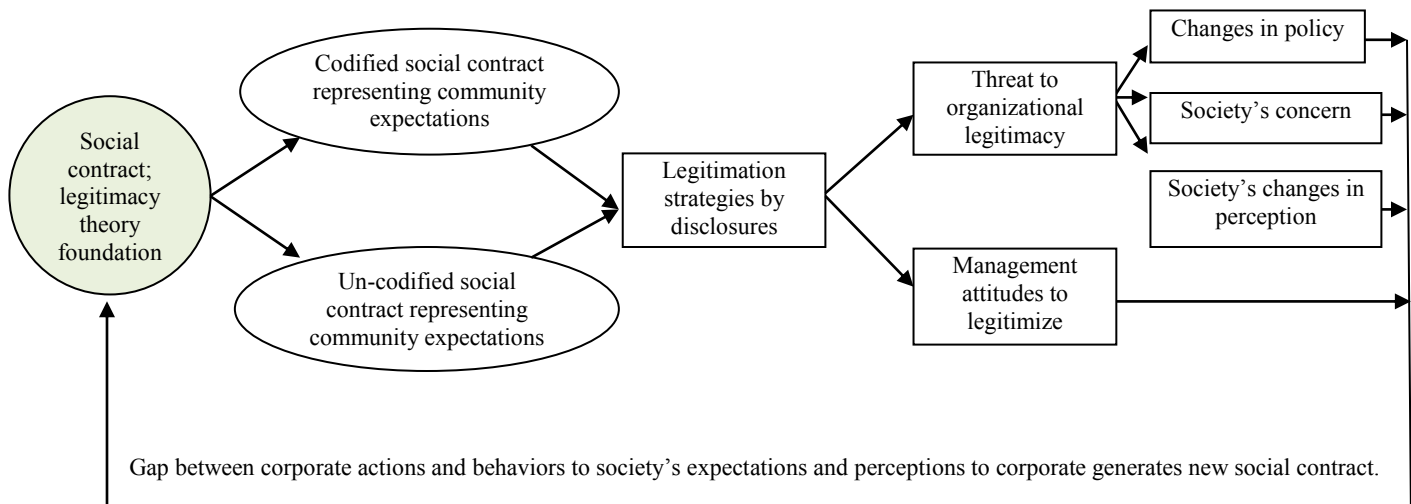 Social
contract;
legitimacy
theory
foundation
Codified social contract
representing community
expectations
Un-codified social
contract representing
community expectations
Legitimation
strategies by
disclosures
Threat to
organizational
legitimacy
Management
attitudes to
legitimize
Changes in policy
Society’s concern
Society’s changes in
perception
Gap between corporate actions and behaviors to society’s expectations and perceptions to corporate generates new social contract.